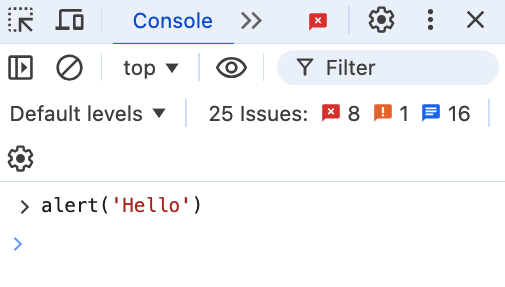 Console
top Filter
Default levels 25 Issues: 8 1 16
alert('Hello')